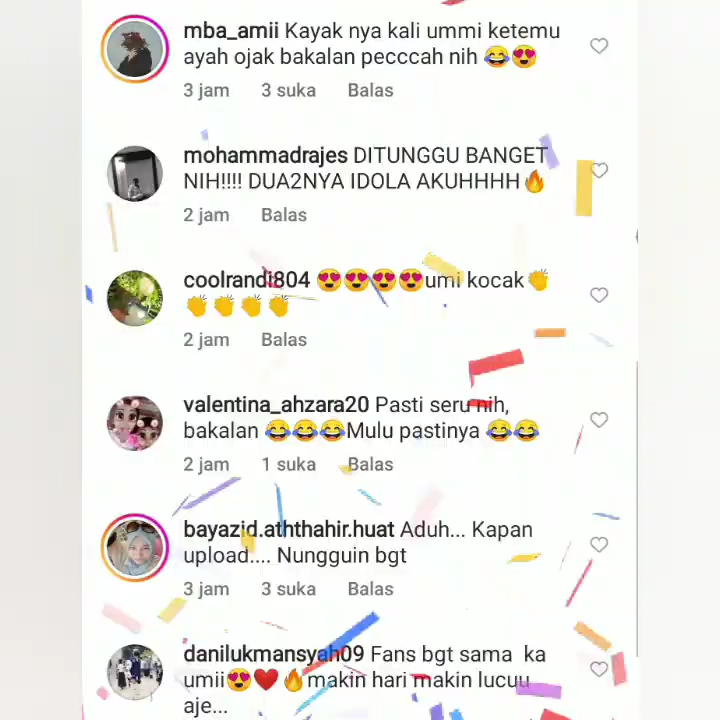 mba_amii Kayak nya kali ummi ketemu
ayah ojak bakalan pecccah nih 😂😍
3 jam 3 suka Balas
mohammadrajes DITUNGGU BANGET
NIH!!!! DUA2NYA IDOLA AKUHHHH🔥
2 jam Balas
coolrandi804 😍😍😍😍umi kocak👏
👏👏👏👏
2 jam Balas
valentina_ahzara20 Pasti seru nih,
bakalan 😂😂😂Mulu pastinya 😂😂
2 jam 1 suka Balas
bayazid.aththahir.huat Aduh... Kapan
upload.... Nungguin bgt
3 jam 3 suka Balas
danilukmansyah09 Fans bgt sama ka
umii😍❤️🔥makin hari makin lucuu
aje...